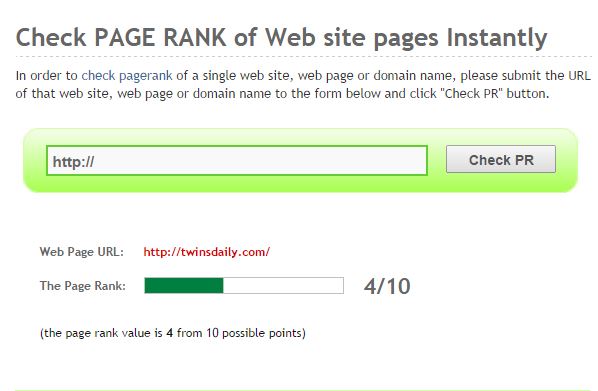 Check PAGE RANK of Web site pages Instantly
In order to check pagerank of a single web site, web page or domain name, please submit the URL
of that web site, web page or domain name to the form below and click "Check PR" button.
http://
Check PR
Web Page URL: http://twinsdaily.com/
The Page Rank: 4/10
(the page rank value is 4 from 10 possible points)